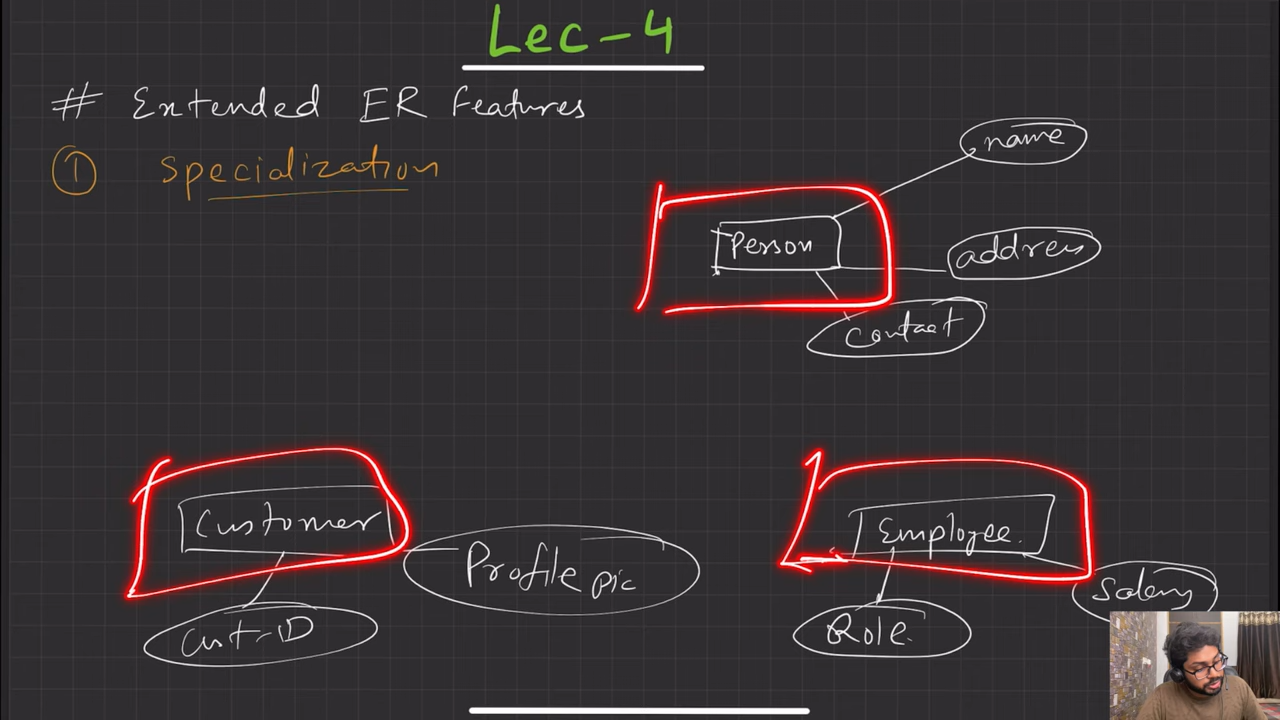 Lec-4
# Extended ER Features
① Specialization
name
Person
address
contact
Customer
Employee.
Profile pic
Salary
Cust-ID
Role.